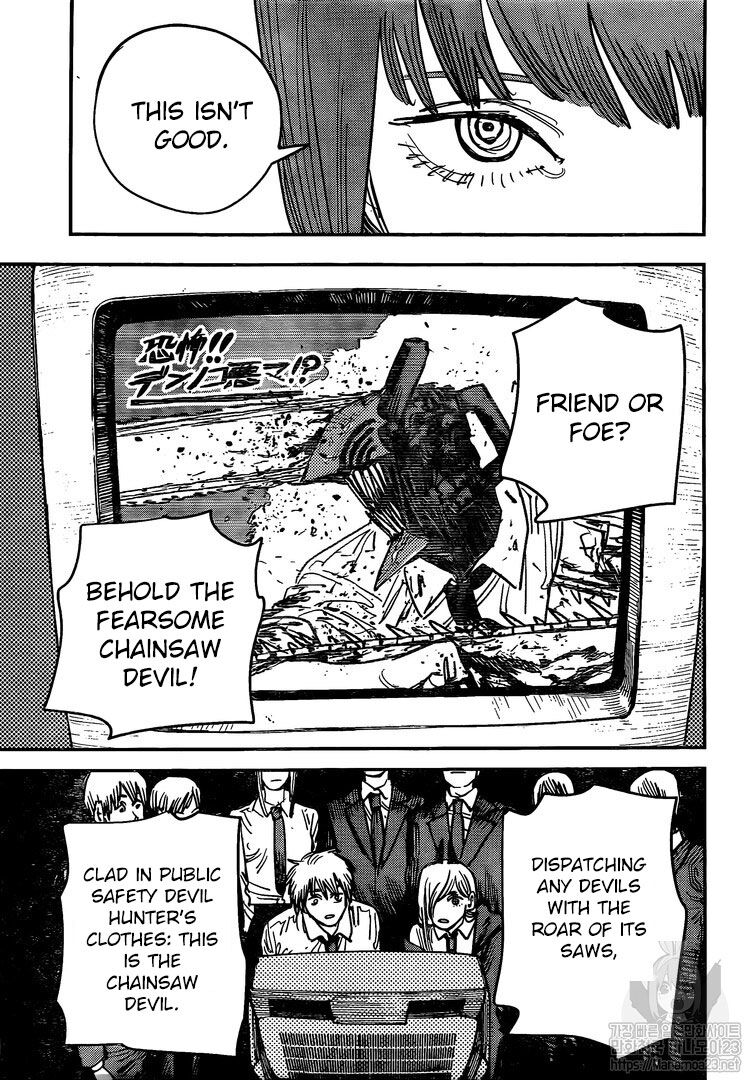 THIS ISN'T
GOOD.
FRIEND OR
FOE?
恐怖!!
デンノコ悪マ!?
BEHOLD THE
FEARSOME
CHAINSAW
DEVIL!
DISPATCHING
ANY DEVILS
WITH THE
ROAR OF ITS
SAWS,
CLAD IN PUBLIC
SAFETY DEVIL
HUNTER'S
CLOTHES: THIS
IS THE
CHAINSAW
DEVIL.